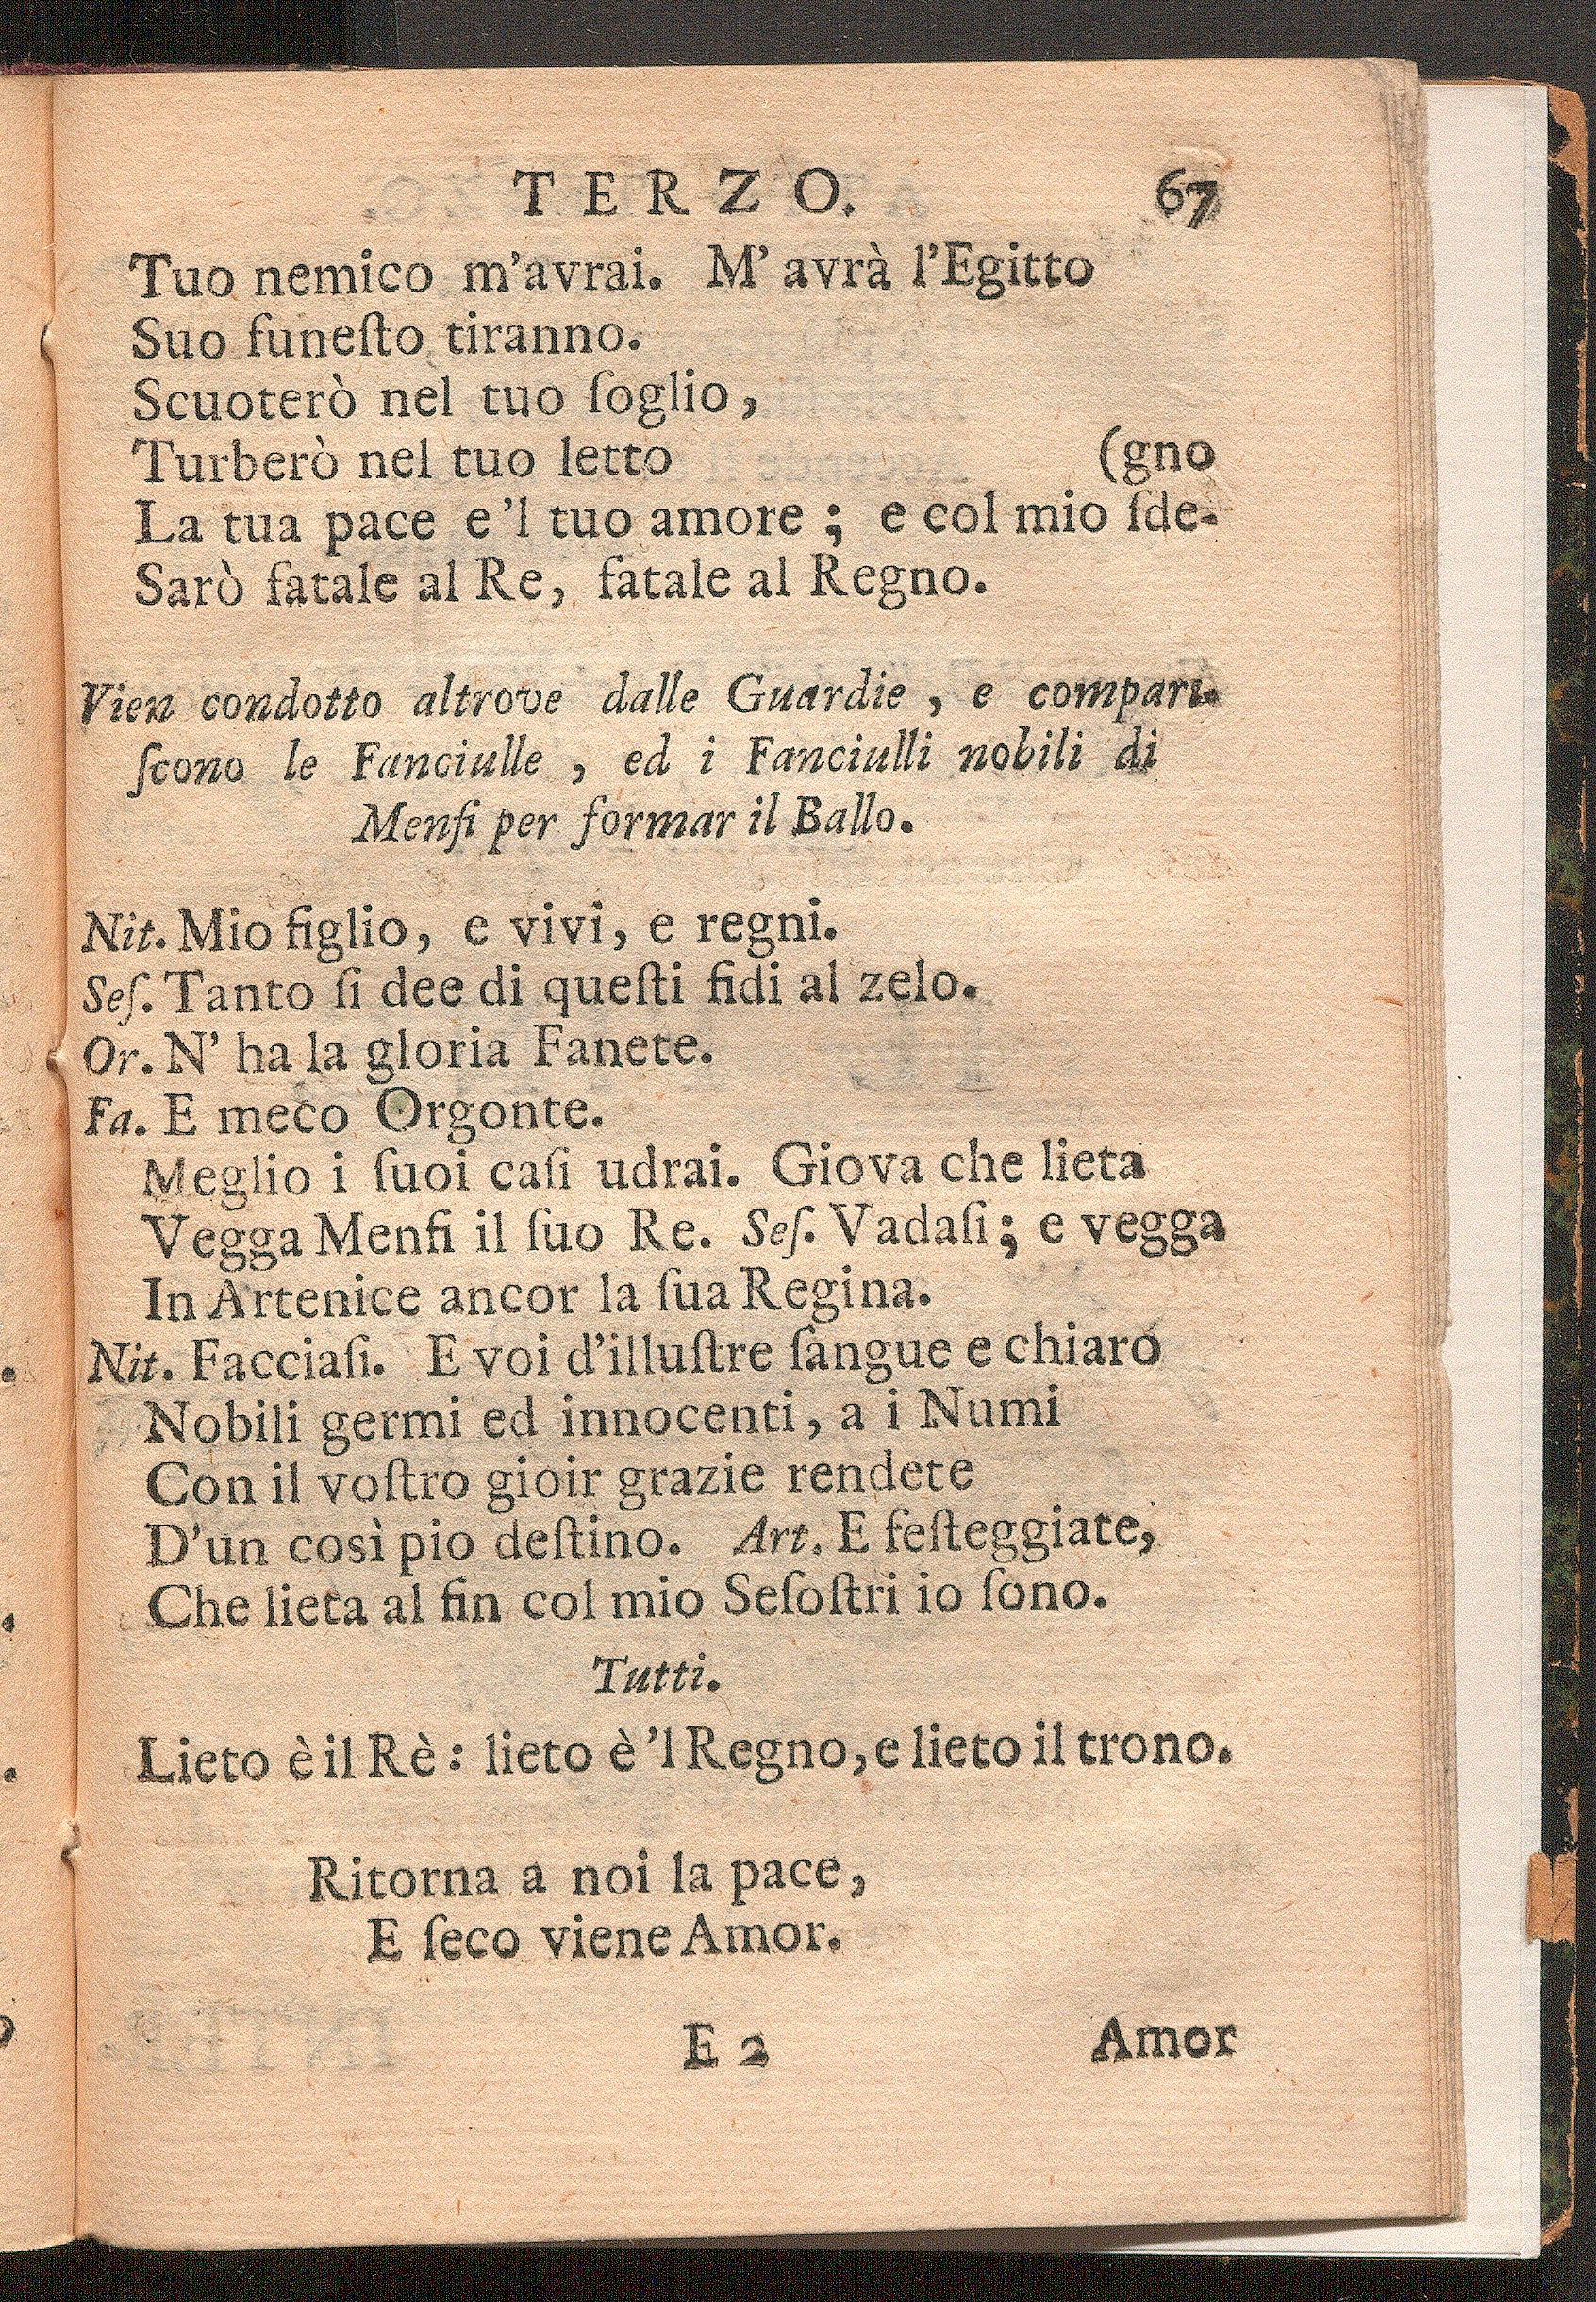 TERZO. 67
Tuo nemico m'avrai. M' avrà l'Egitto
Suo funeſto tiranno.
Scuoterò nel tuo ſoglio,
Turberò nel tuo letto (gno
La tua pace e 'l tuo amore; e col mio ſde-
Sarò fatale al Re, fatale al Regno.
Vien condotto altrove dalle Guardie, e compari-
ſcono le Fanciulle, ed i Fanciulli nobili di
Menfi per formar il Ballo.
Nit. Mio figlio, e vivi, e regni.
Seſ. Tanto ſi dee di queſti fidi al zelo.
Or. N' ha la gloria Fanete.
Fa. E meco Orgonte.
Meglio i ſuoi caſi udrai. Giova che lieta
Vegga Menfi il ſuo Re. Seſ. Vadaſi; e vegga
In Artenice ancor la ſua Regina.
Nit. Facciaſi. E voi d'illuſtre ſangue e chiaro
Nobili germi ed innocenti, a i Numi
Con il voſtro gioir grazie rendete
D'un così pio deſtino. Art. E feſteggiate,
Che lieta al fin col mio Seſoſtri io ſono.
Tutti.
Lieto è il Rè: lieto è 'l Regno, e lieto il trono.
Ritorna a noi la pace,
E ſeco viene Amor.
E 2 Amor